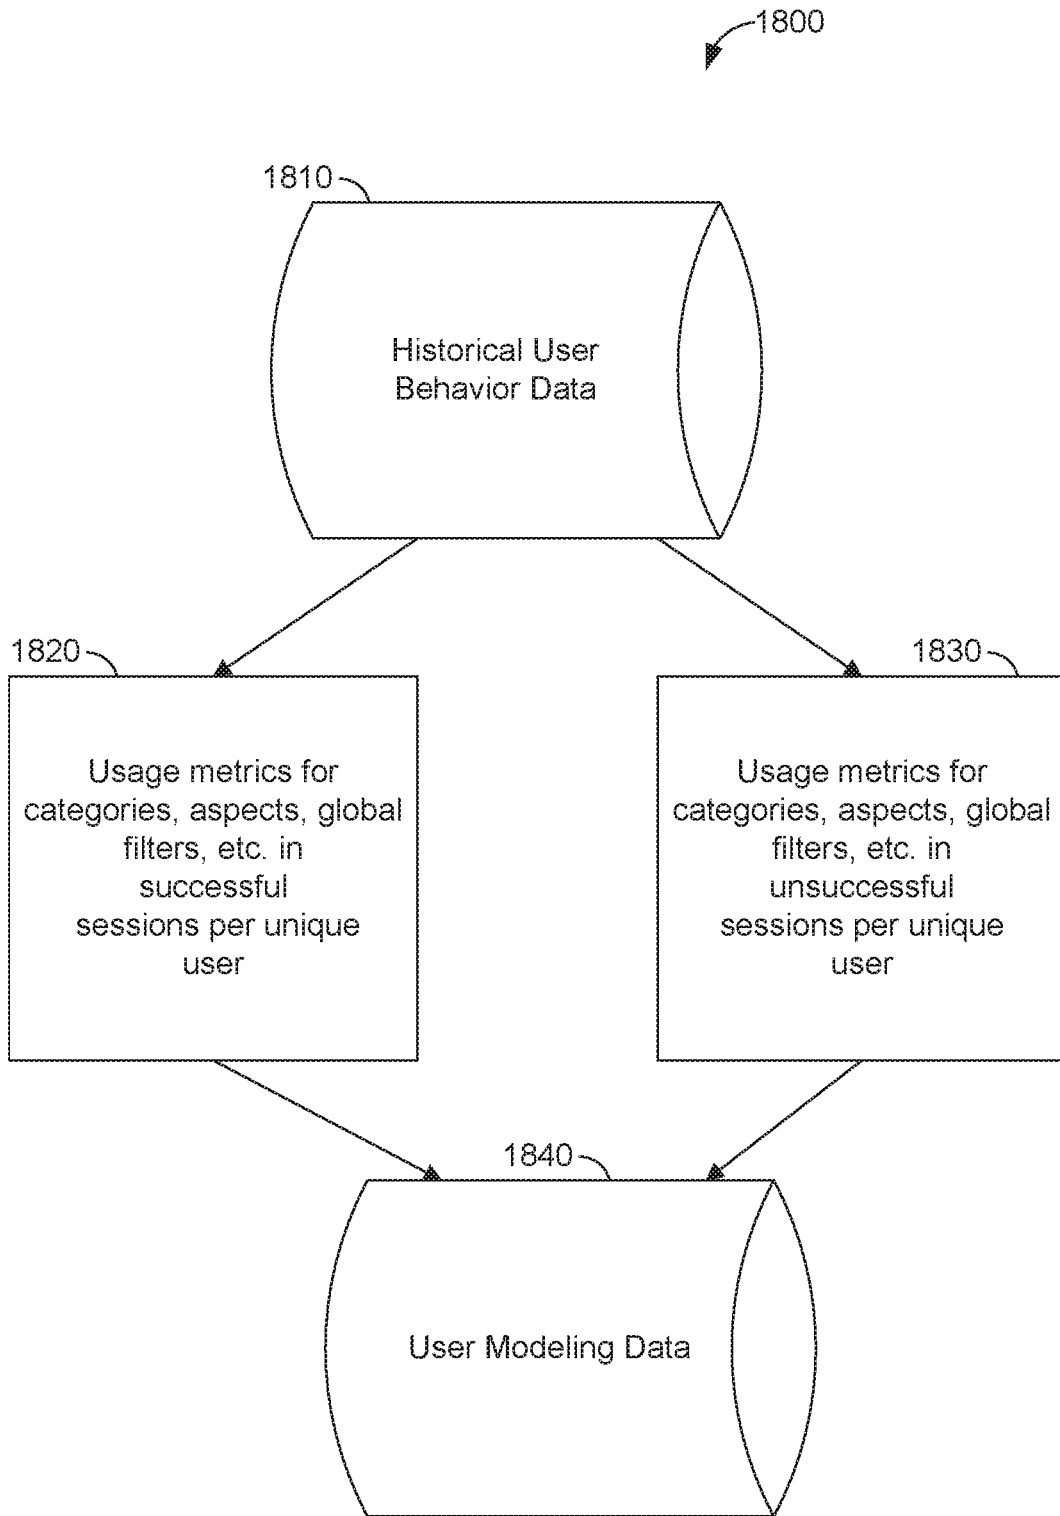 1800
1810
Historical User
Behavior Data
1820
1830
Usage metrics for
categories, aspects, global
filters, etc. in
successful
sessions per unique
user
Usage metrics for
categories, aspects, global
filters, etc. in
unsuccessful
sessions per unique
user
1840
User Modeling Data